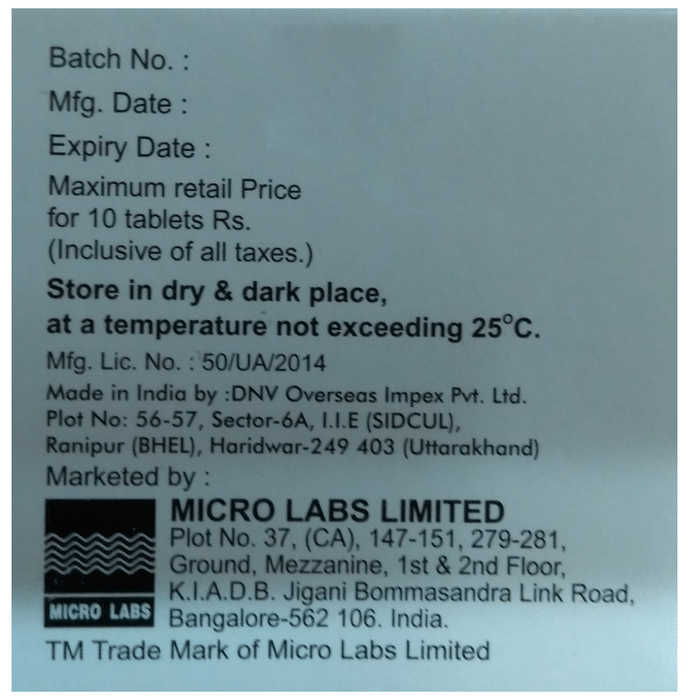 Batch No. :
Mfg. Date :
Expiry Date :
Maximum retail Price
for 10 tablets Rs.
(Inclusive of all taxes.)
Store in dry & dark place,
at a temperature not exceeding 25°C.
Mfg. Lic. No. : 50/UA/2014
Made in India by :DNV Overseas Impex Pvt. Ltd.
Plot No: 56-57, Sector-6A, I.I.E (SIDCUL),
Ranipur (BHEL), Haridwar-249 403 (Uttarakhand)
Marketed by :
MICRO LABS LIMITED
Plot No. 37, (CA), 147-151, 279-281,
Ground, Mezzanine, 1st & 2nd Floor,
K.I.A.D.B. Jigani Bommasandra Link Road,
Bangalore-562 106. India.
MICRO LABS
TM Trade Mark of Micro Labs Limited